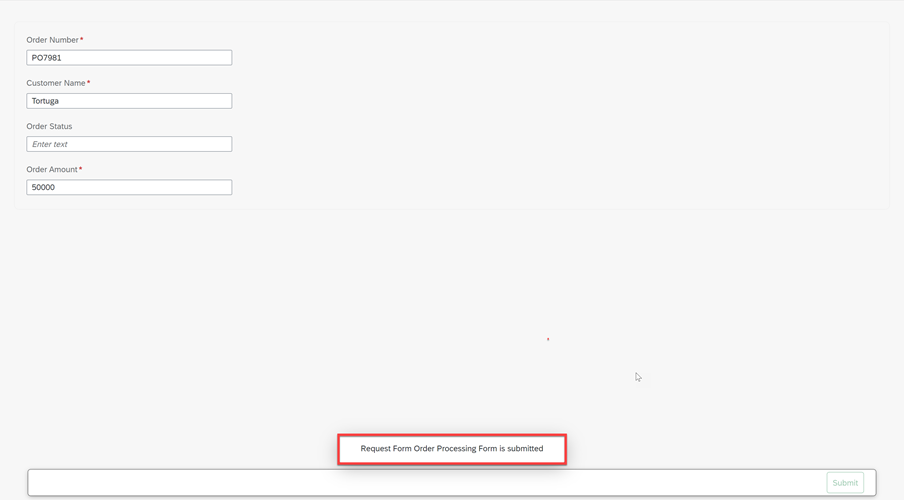 Order Number*
PO7981
Customer Name*
Tortuga
Order Status
Enter text
Order Amount*
50000
Request Form Order Processing Form is submitted
Submit